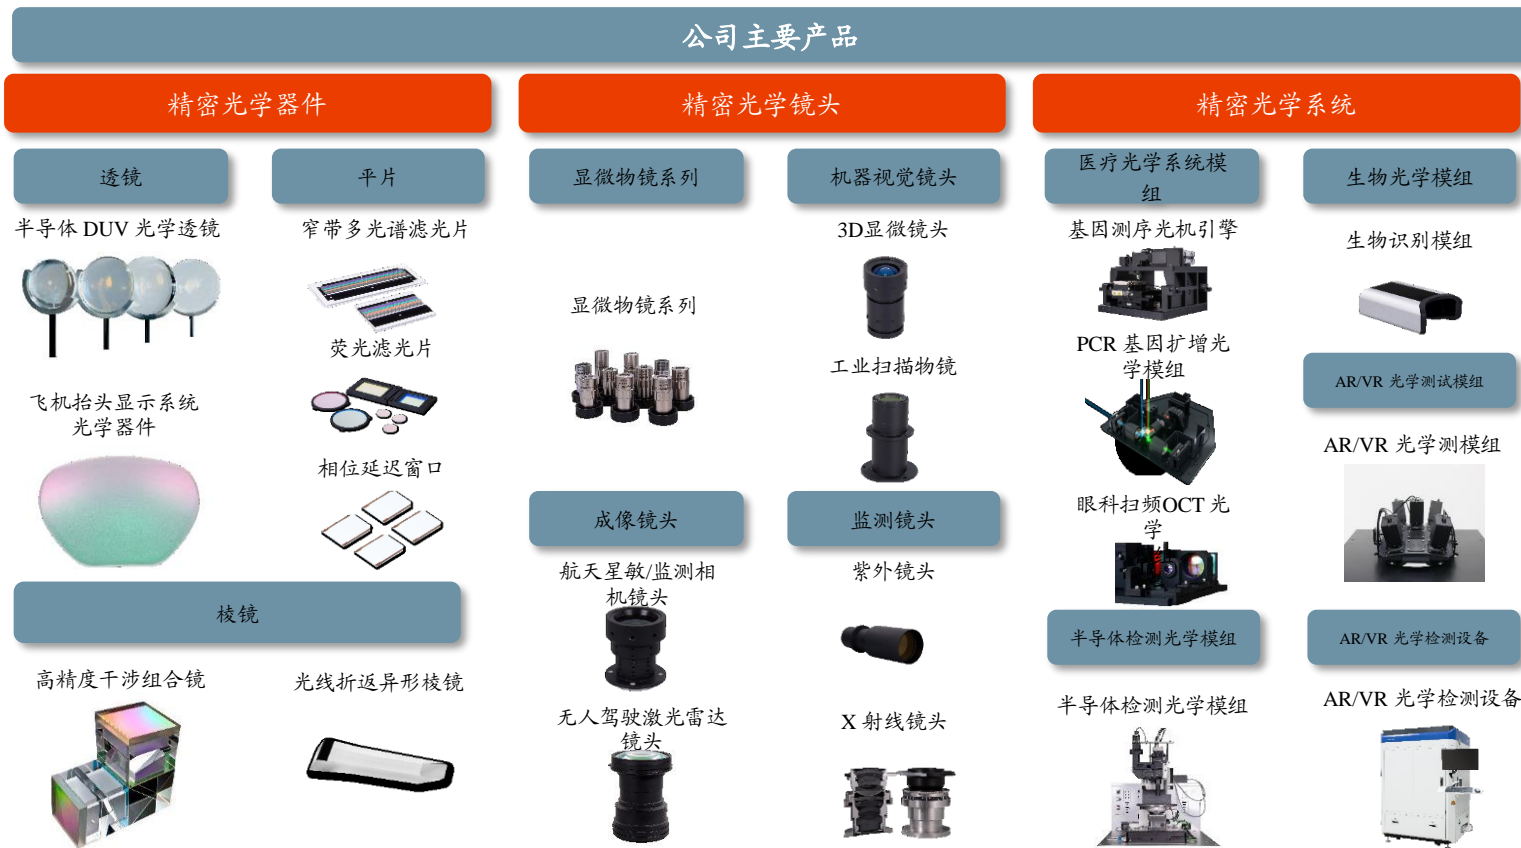 公司主要产品
精密光学器件
精密光学镜头
精密光学系统
透镜
平片
显微物镜系列
机器视觉镜头
医疗光学系统模
组
生物光学模组
半导体 DUV 光学透镜
窄带多光谱滤光片
3D显微镜头
基因测序光机引擎
生物识别模组
显微物镜系列
荧光滤光片
PCR 基因扩增光
学模组
工业扫描物镜
AR/VR 光学测试模组
飞机抬头显示系统
光学器件
AR/VR 光学测模组
相位延迟窗口
成像镜头
监测镜头
眼科扫频OCT 光
学
航天星敏/监测相
机镜头
紫外镜头
棱镜
半导体检测光学模组
AR/VR 光学检测设备
高精度干涉组合镜
光线折返异形棱镜
无人驾驶激光雷达
镜头
X 射线镜头
半导体检测光学模组
AR/VR 光学检测设备